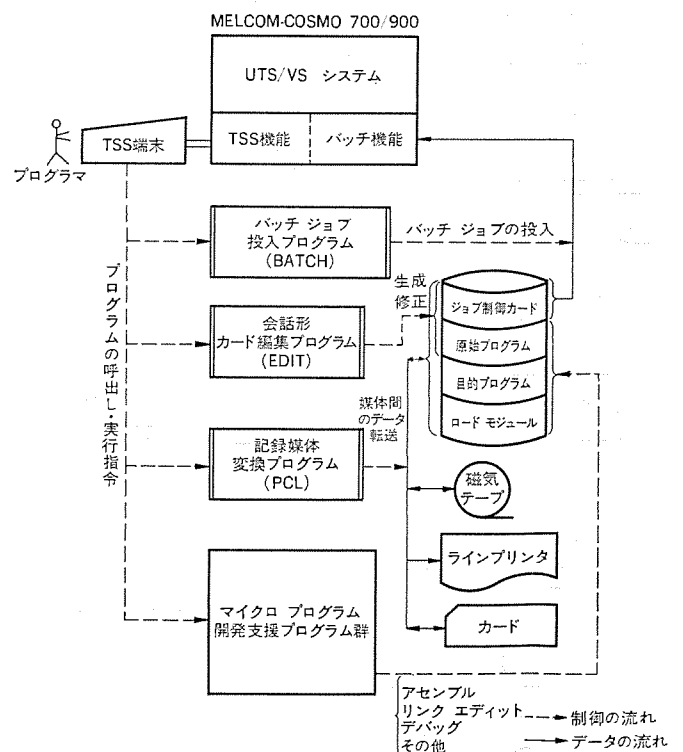 MELCOM-COSMO 700/900
UTS/VS システム
TSS機能
バッチ機能
TSS端末
プログラマ
プログラムの呼出し・実行指令
バッチ ジョブ
投入プログラム
(BATCH)
バッチ ジョブの投入
会話形
カード編集プログラム
(EDIT)
生成
修正
ジョブ制御カード
原始プログラム
目的プログラム
ロード モジュール
記録媒体
変換プログラム
(PCL)
媒体間
のデータ
転送
磁気
テープ
ラインプリンタ
カード
マイクロ プログラム
開発支援プログラム群
アセンブル
リンク エディット
デバッグ
その他
制御の流れ
データの流れ